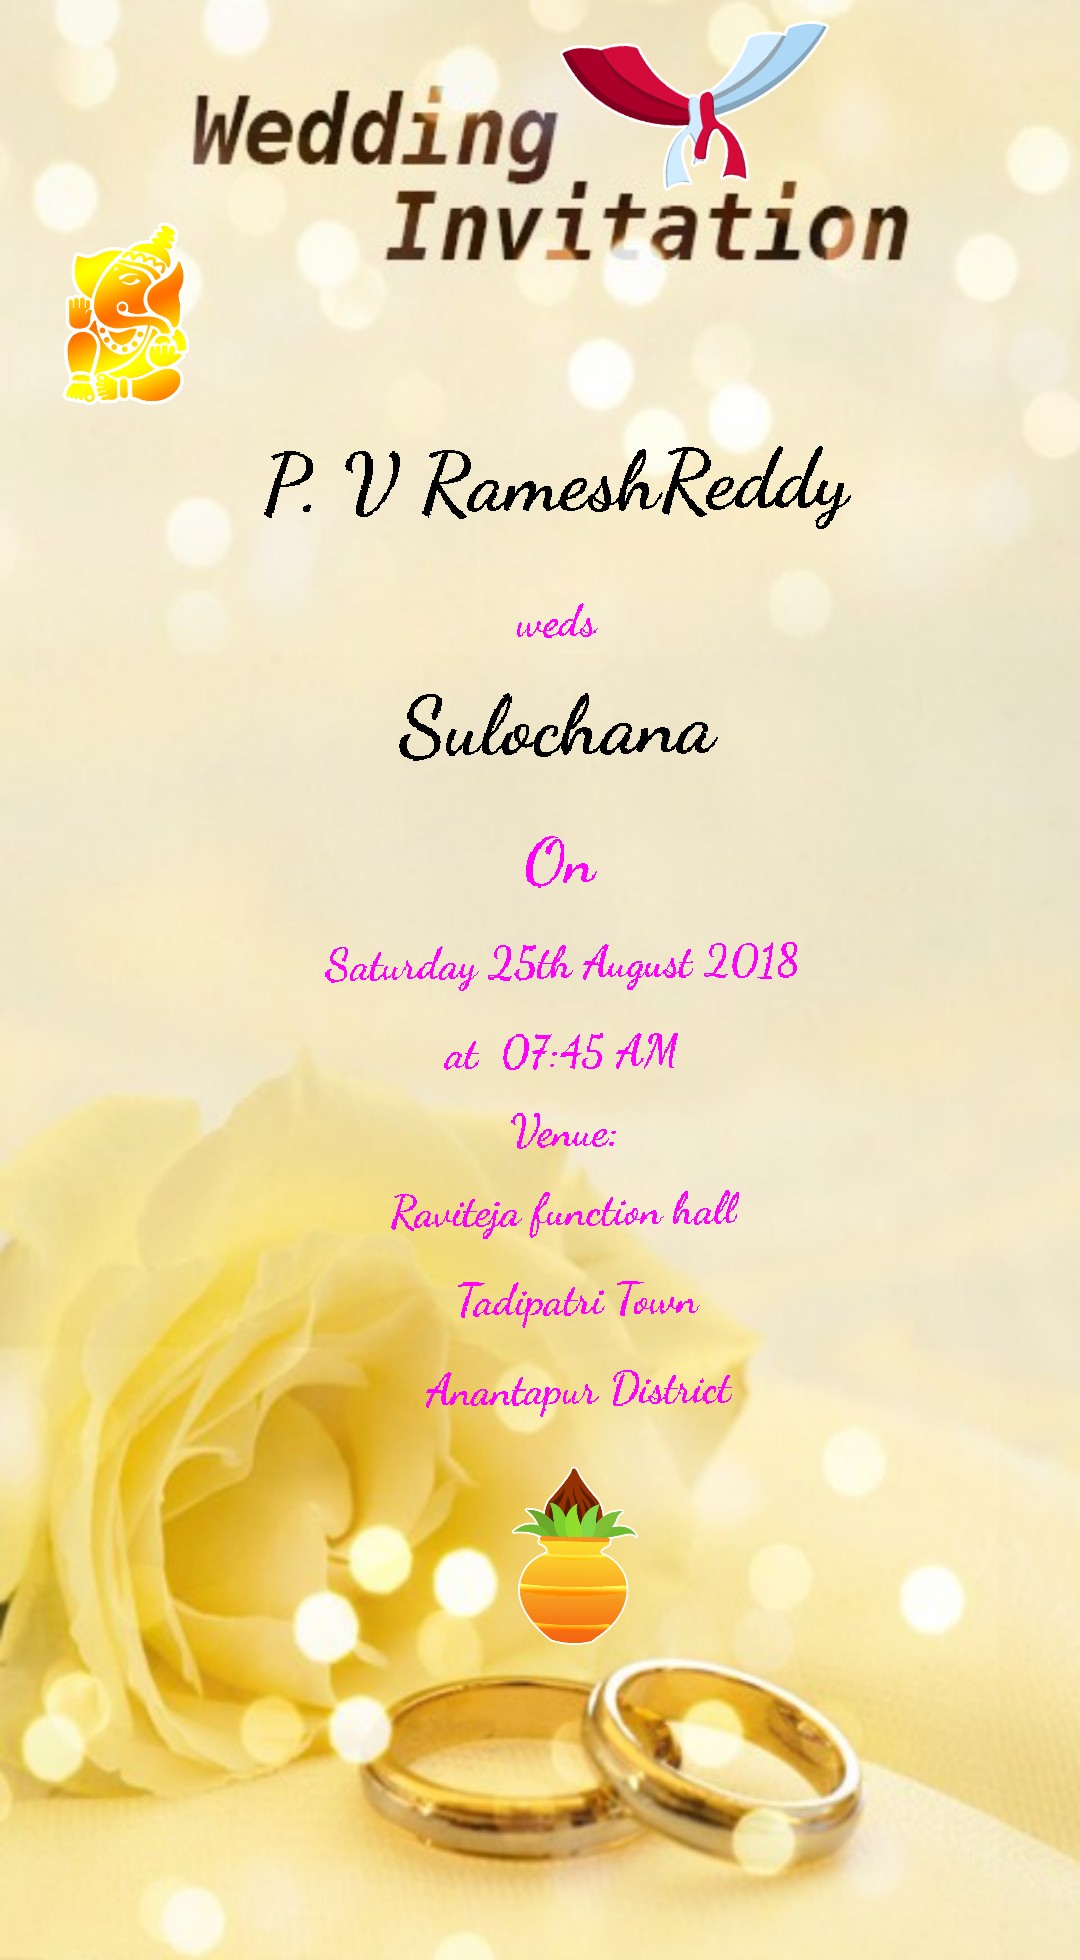 Wedding
Invitation
P. V RameshReddy
weds
Sulochana
On
Saturday 25th August 2018
at 07:45 AM
Venue:
Raviteja function hall
Tadipatri Town
Anantapur District